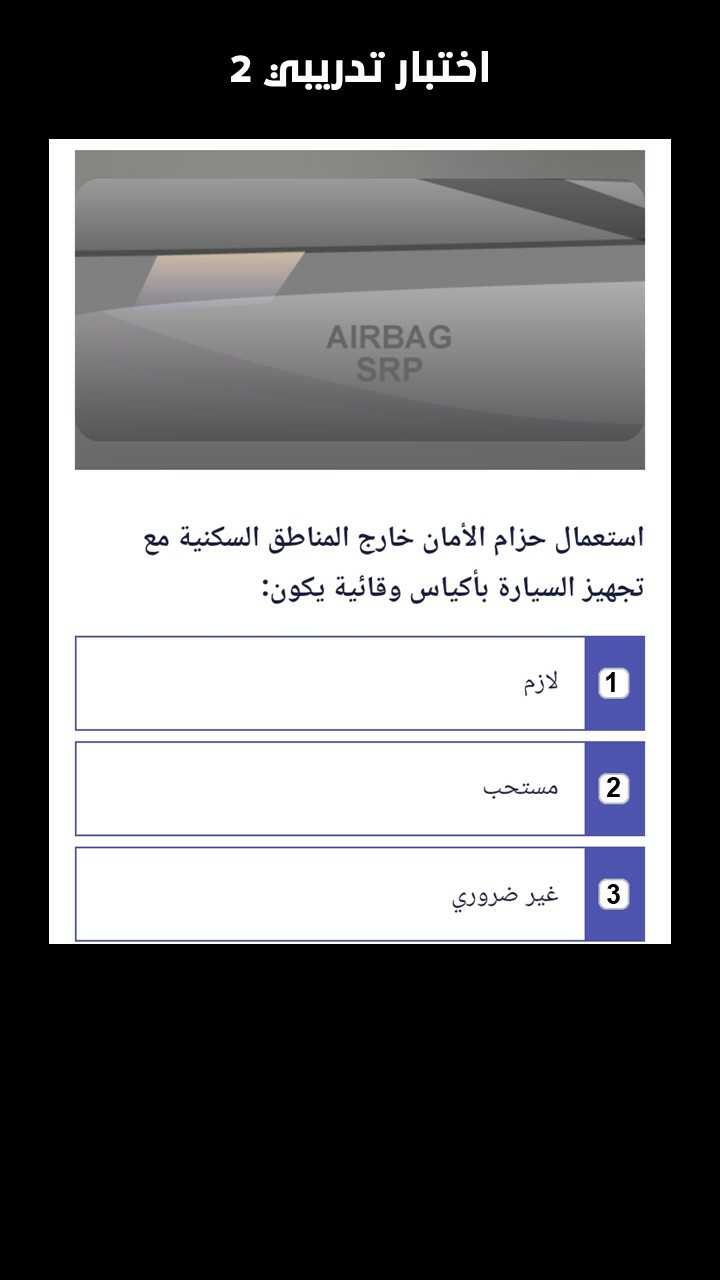 اختبار تدريبي 2
AIRBAG
SRP
استعمال حزام الأمان خارج المناطق السكنية مع
تجهيز السيارة بأكياس وقائية يكون:
1 لازم
2 مستحب
3 غير ضروري